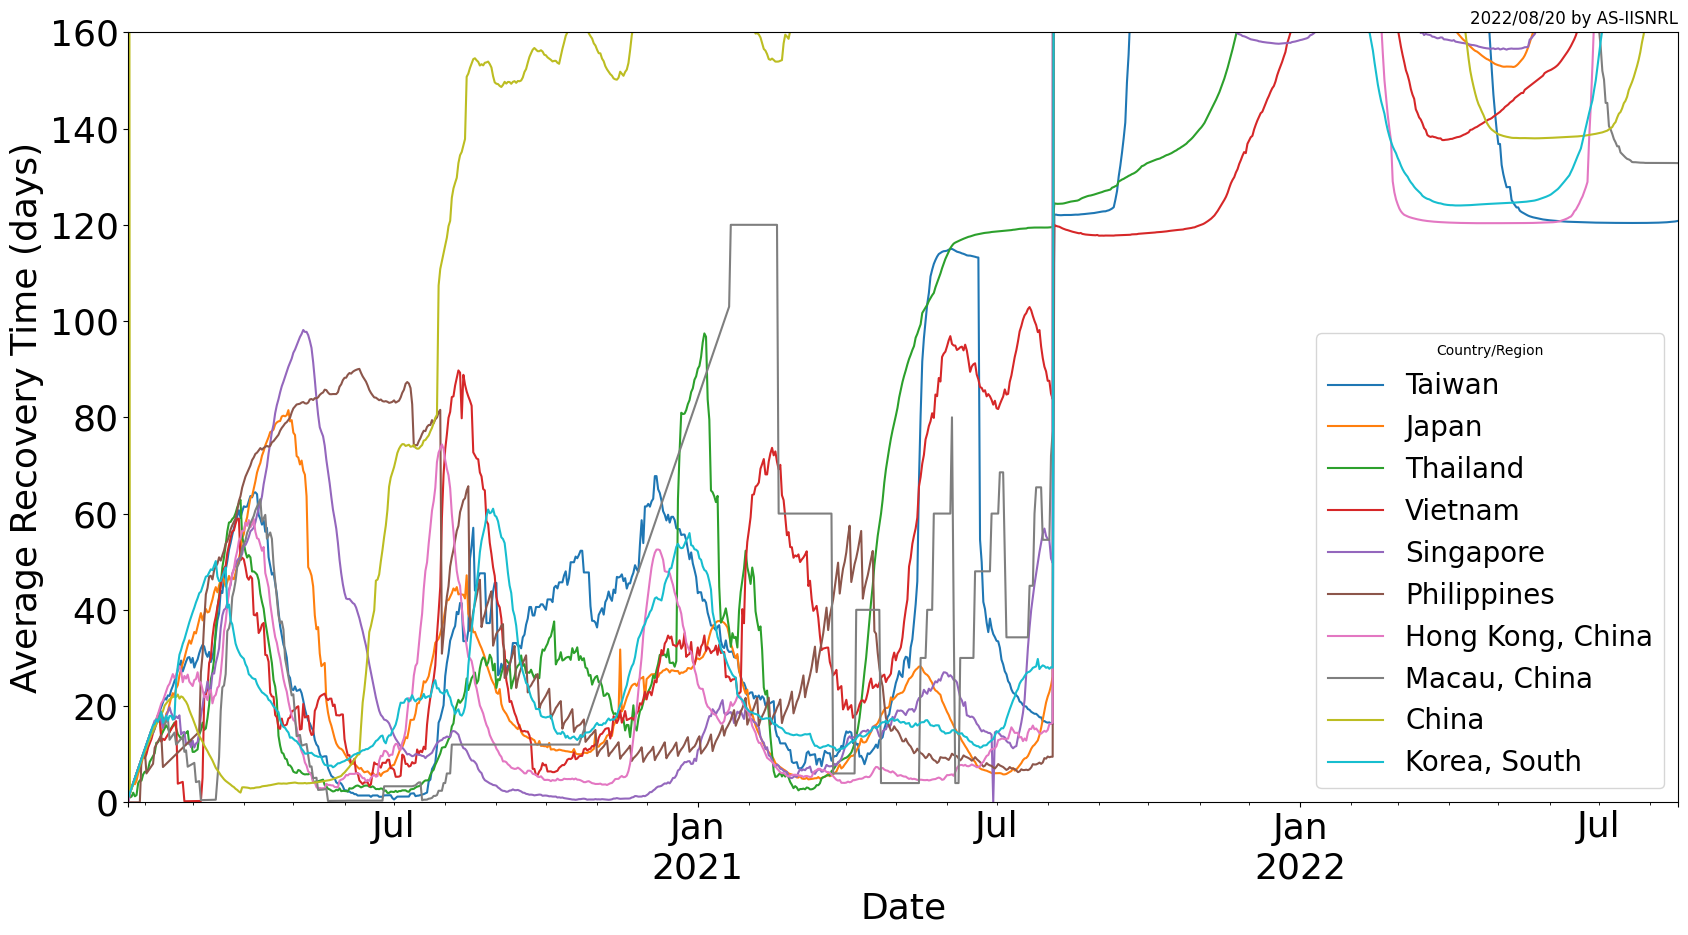 2022/08/20 by AS-IISNRL
Average Recovery Time (days)
160
140
120
100
80
60
40
20
0
Country/Region
Taiwan
Japan
Thailand
Vietnam
Singapore
Philippines
Hong Kong, China
Macau, China
China
Korea, South
Jul
Jan
2021
Jul
Jan
2022
Jul
Date